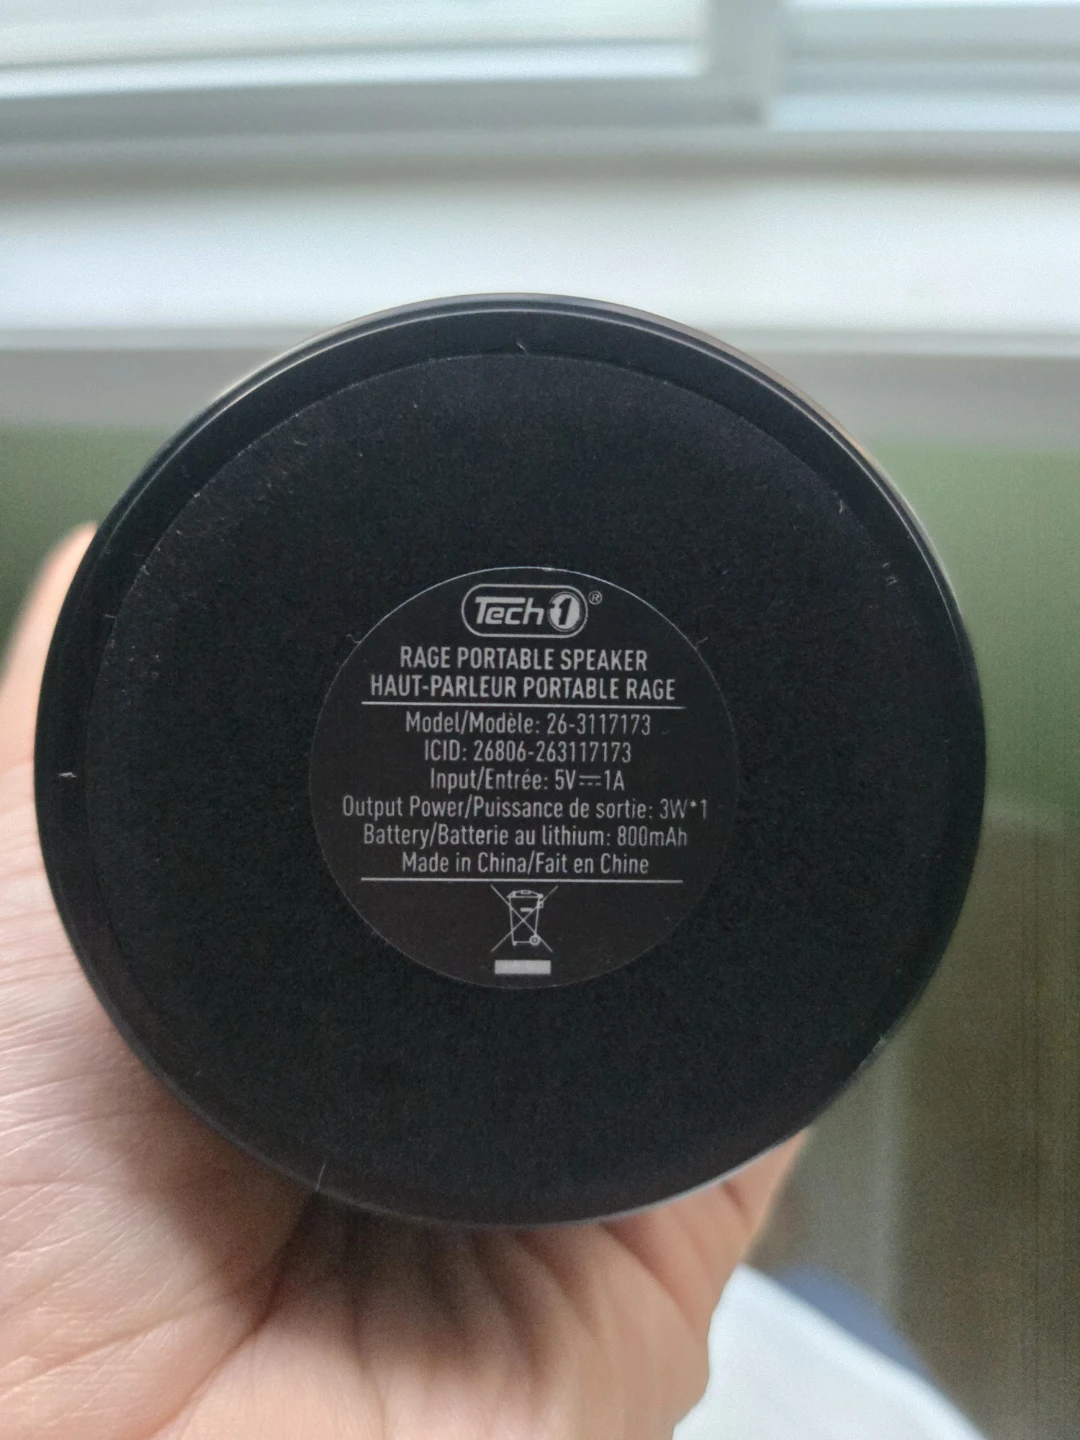 Tech1®
RAGE PORTABLE SPEAKER
HAUT-PARLEUR PORTABLE RAGE
Model/Modèle: 26-3117173
ICID: 26806-263117173
Input/Entrée: 5V⎓1A
Output Power/Puissance de sortie: 3W*1
Battery/Batterie au lithium: 800mAh
Made in China/Fait en Chine